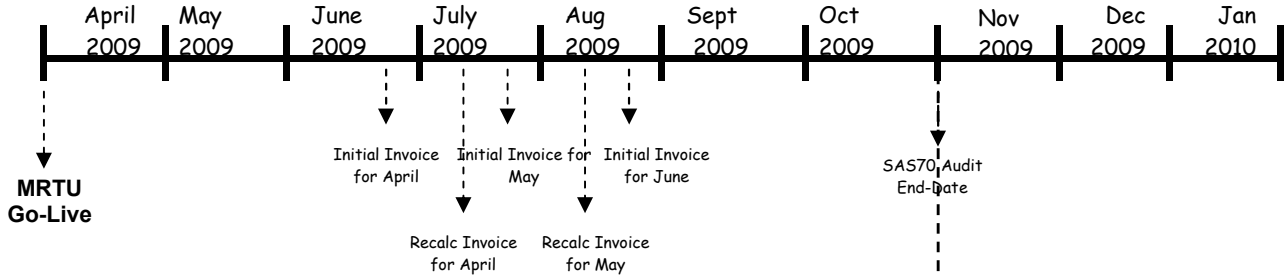 April 2009
May 2009
June 2009
July 2009
Aug 2009
Sept 2009
Oct 2009
Nov 2009
Dec 2009
Jan 2010
MRTU
Go-Live
Initial Invoice
for April
Initial Invoice for
May
Initial Invoice
for June
SAS70 Audit
End-Date
Recalc Invoice
for April
Recalc Invoice
for May